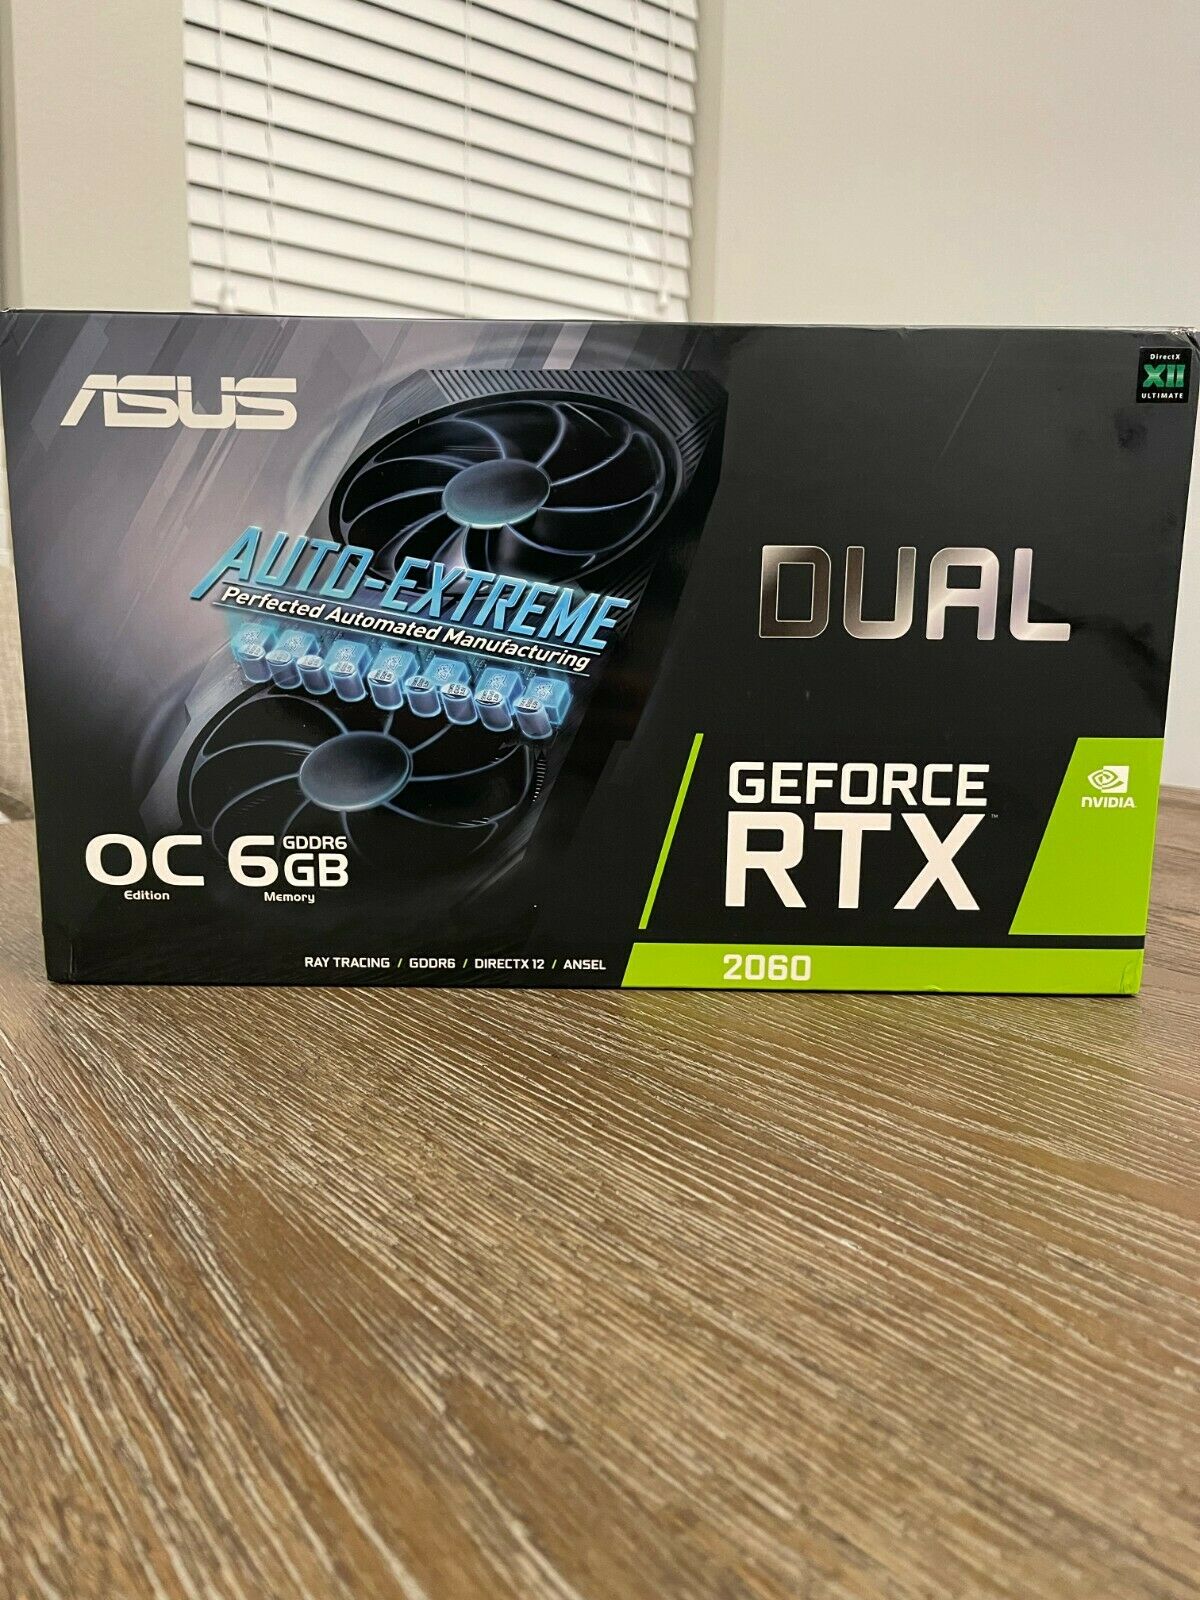 ASUS
DirectX
XII
ULTIMATE
AUTO-EXTREME
Perfected Automated Manufacturing
DUAL
GEFORCE
RTX™
NVIDIA
OC 6GB
GDDR6
Edition
Memory
RAY TRACING / GDDR6 / DIRECTX 12 / ANSEL
2060